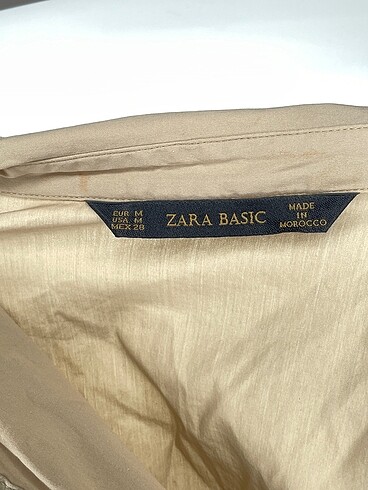 EUR M
USA M
MEX 28
ZARA BASIC
MADE
IN
MOROCCO